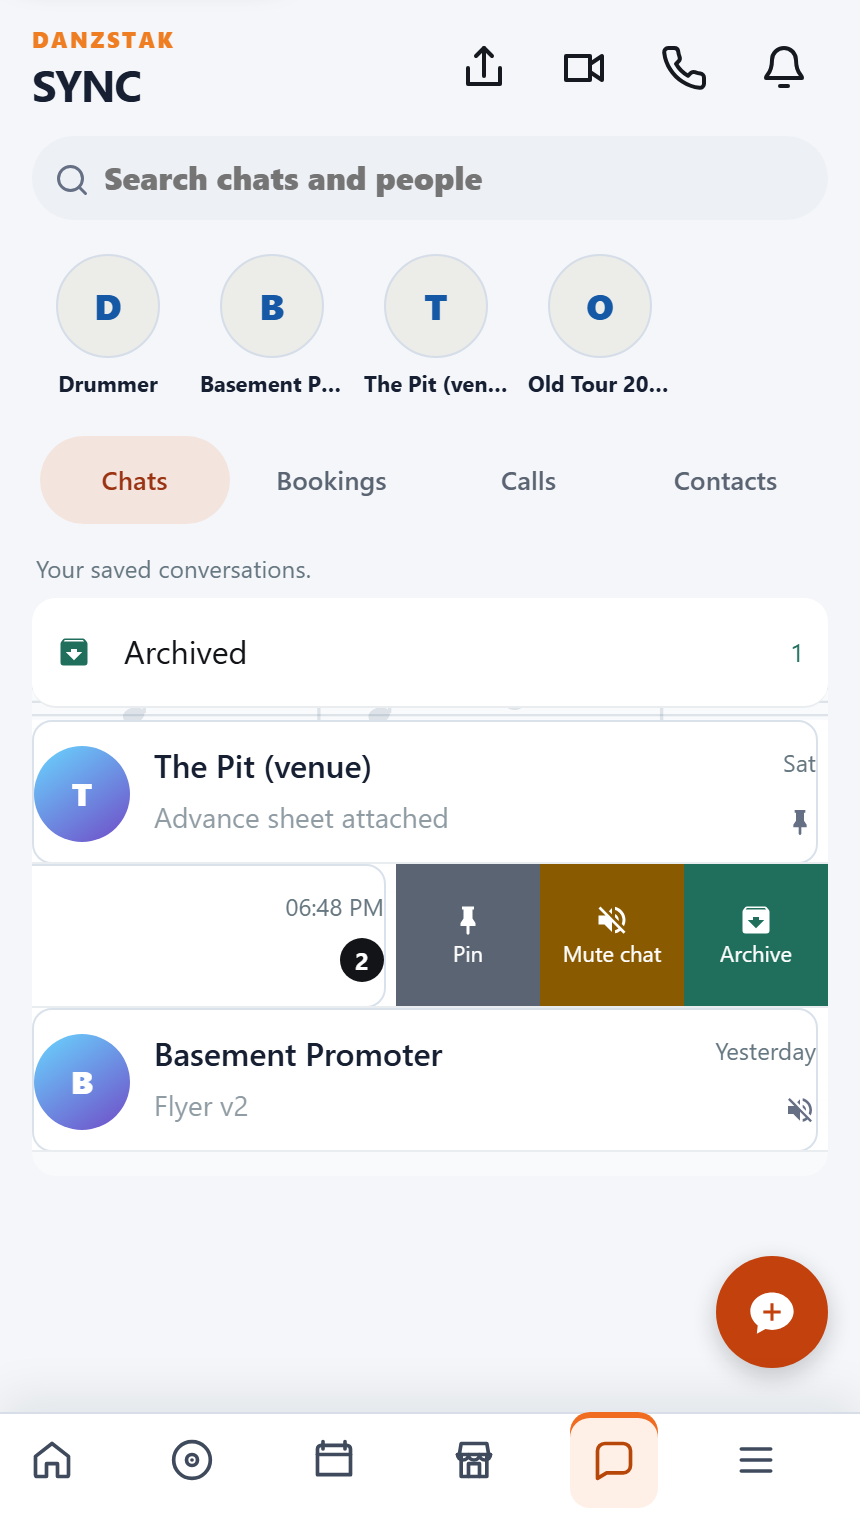 DANZSTAK
SYNC
Search chats and people
D
B
T
O
Drummer
Basement P...
The Pit (ven...
Old Tour 20...
Chats
Bookings
Calls
Contacts
Your saved conversations.
Archived
1
T
The Pit (venue)
Sat
Advance sheet attached
06:48 PM
2
Pin
Mute chat
Archive
B
Basement Promoter
Yesterday
Flyer v2